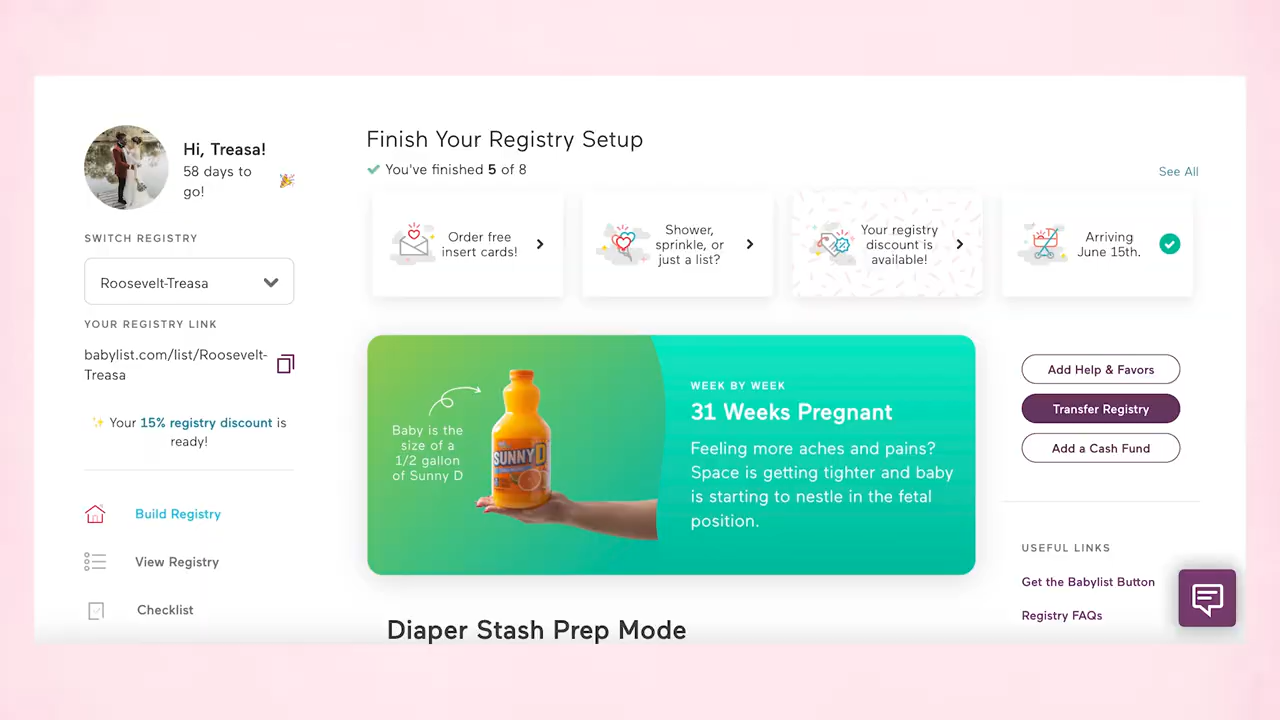 Hi, Treasa!
58 days to
go!
SWITCH REGISTRY
Roosevelt-Treasa
YOUR REGISTRY LINK
babylist.com/list/Roosevelt-
Treasa
Your 15% registry discount is
ready!
Build Registry
View Registry
Checklist
Finish Your Registry Setup
You've finished 5 of 8
See All
Order free
insert cards!
Shower,
sprinkle, or
just a list?
Your registry
discount is
available!
Arriving
June 15th.
Baby is the
size of a
1/2 gallon
of Sunny D
SUNNY D
WEEK BY WEEK
31 Weeks Pregnant
Feeling more aches and pains?
Space is getting tighter and baby
is starting to nestle in the fetal
position.
Add Help & Favors
Transfer Registry
Add a Cash Fund
USEFUL LINKS
Get the Babylist Button
Registry FAQs
Diaper Stash Prep Mode